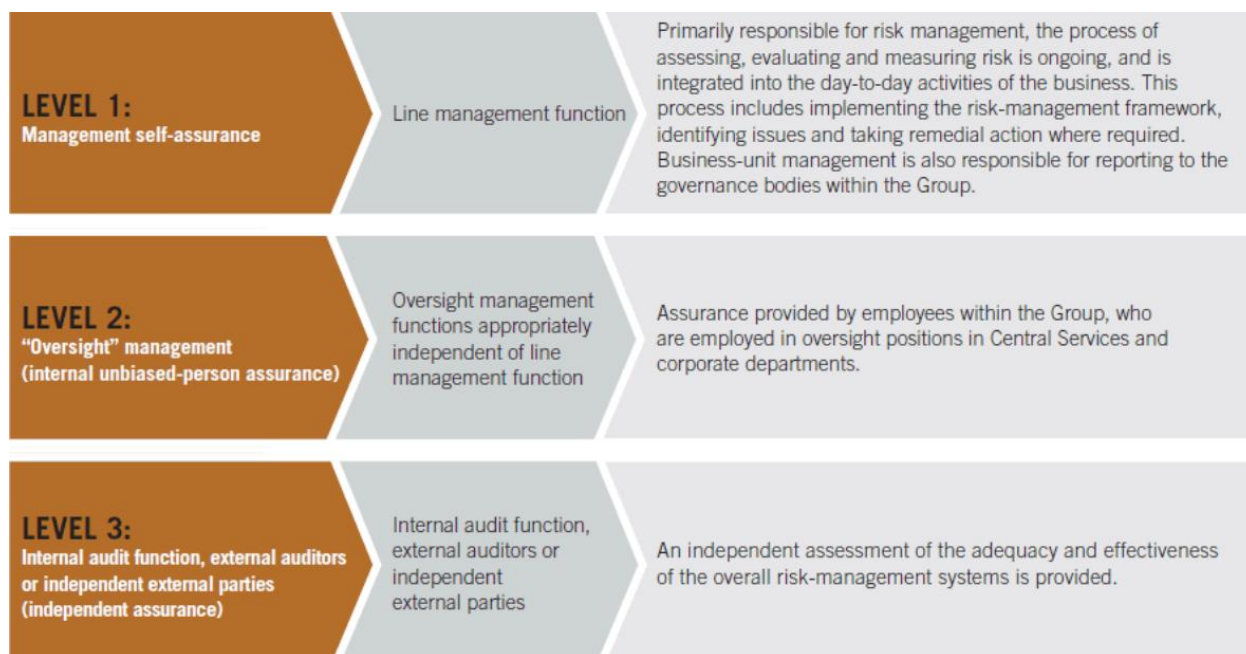 LEVEL 1:
Management self-assurance
Line management function
Primarily responsible for risk management, the process of
assessing, evaluating and measuring risk is ongoing, and is
integrated into the day-to-day activities of the business. This
process includes implementing the risk-management framework,
identifying issues and taking remedial action where required.
Business-unit management is also responsible for reporting to the
governance bodies within the Group.
LEVEL 2:
“Oversight” management
(internal unbiased-person assurance)
Oversight management
functions appropriately
independent of line
management function
Assurance provided by employees within the Group, who
are employed in oversight positions in Central Services and
corporate departments.
LEVEL 3:
Internal audit function, external auditors
or independent external parties
(independent assurance)
Internal audit function,
external auditors or
independent
external parties
An independent assessment of the adequacy and effectiveness
of the overall risk-management systems is provided.